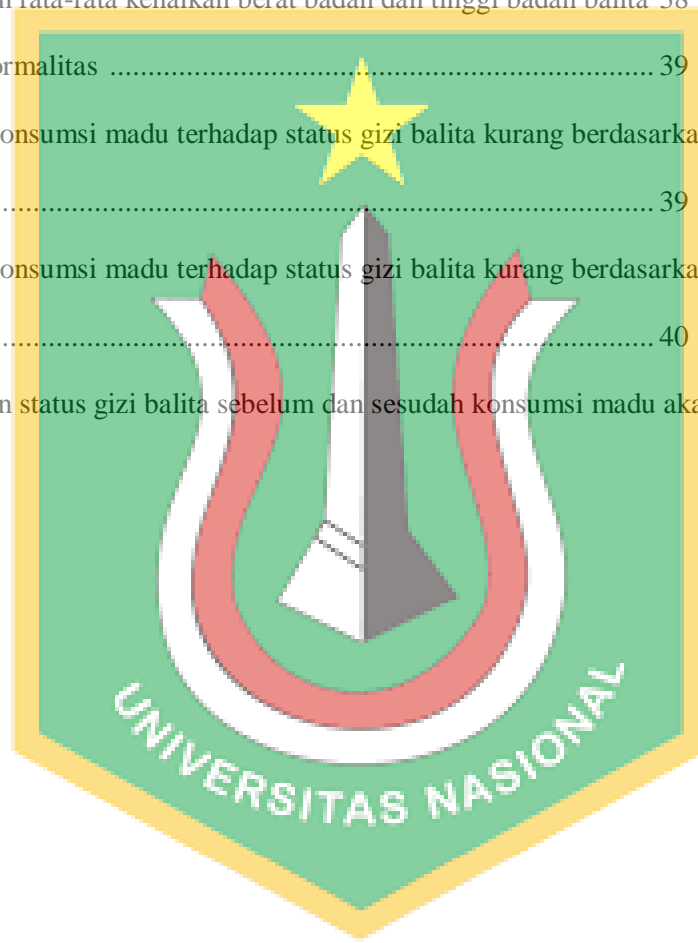 rata-rata kenaikan berat badan dan tinggi badan balita 38
ormalitas ........................................................................ 39
onsumsi madu terhadap status gizi balita kurang berdasarka
........................................................................................... 39
onsumsi madu terhadap status gizi balita kurang berdasarka
........................................................................................... 40
n status gizi balita sebelum dan sesudah konsumsi madu aka
UNIVERSITAS NASIONAL